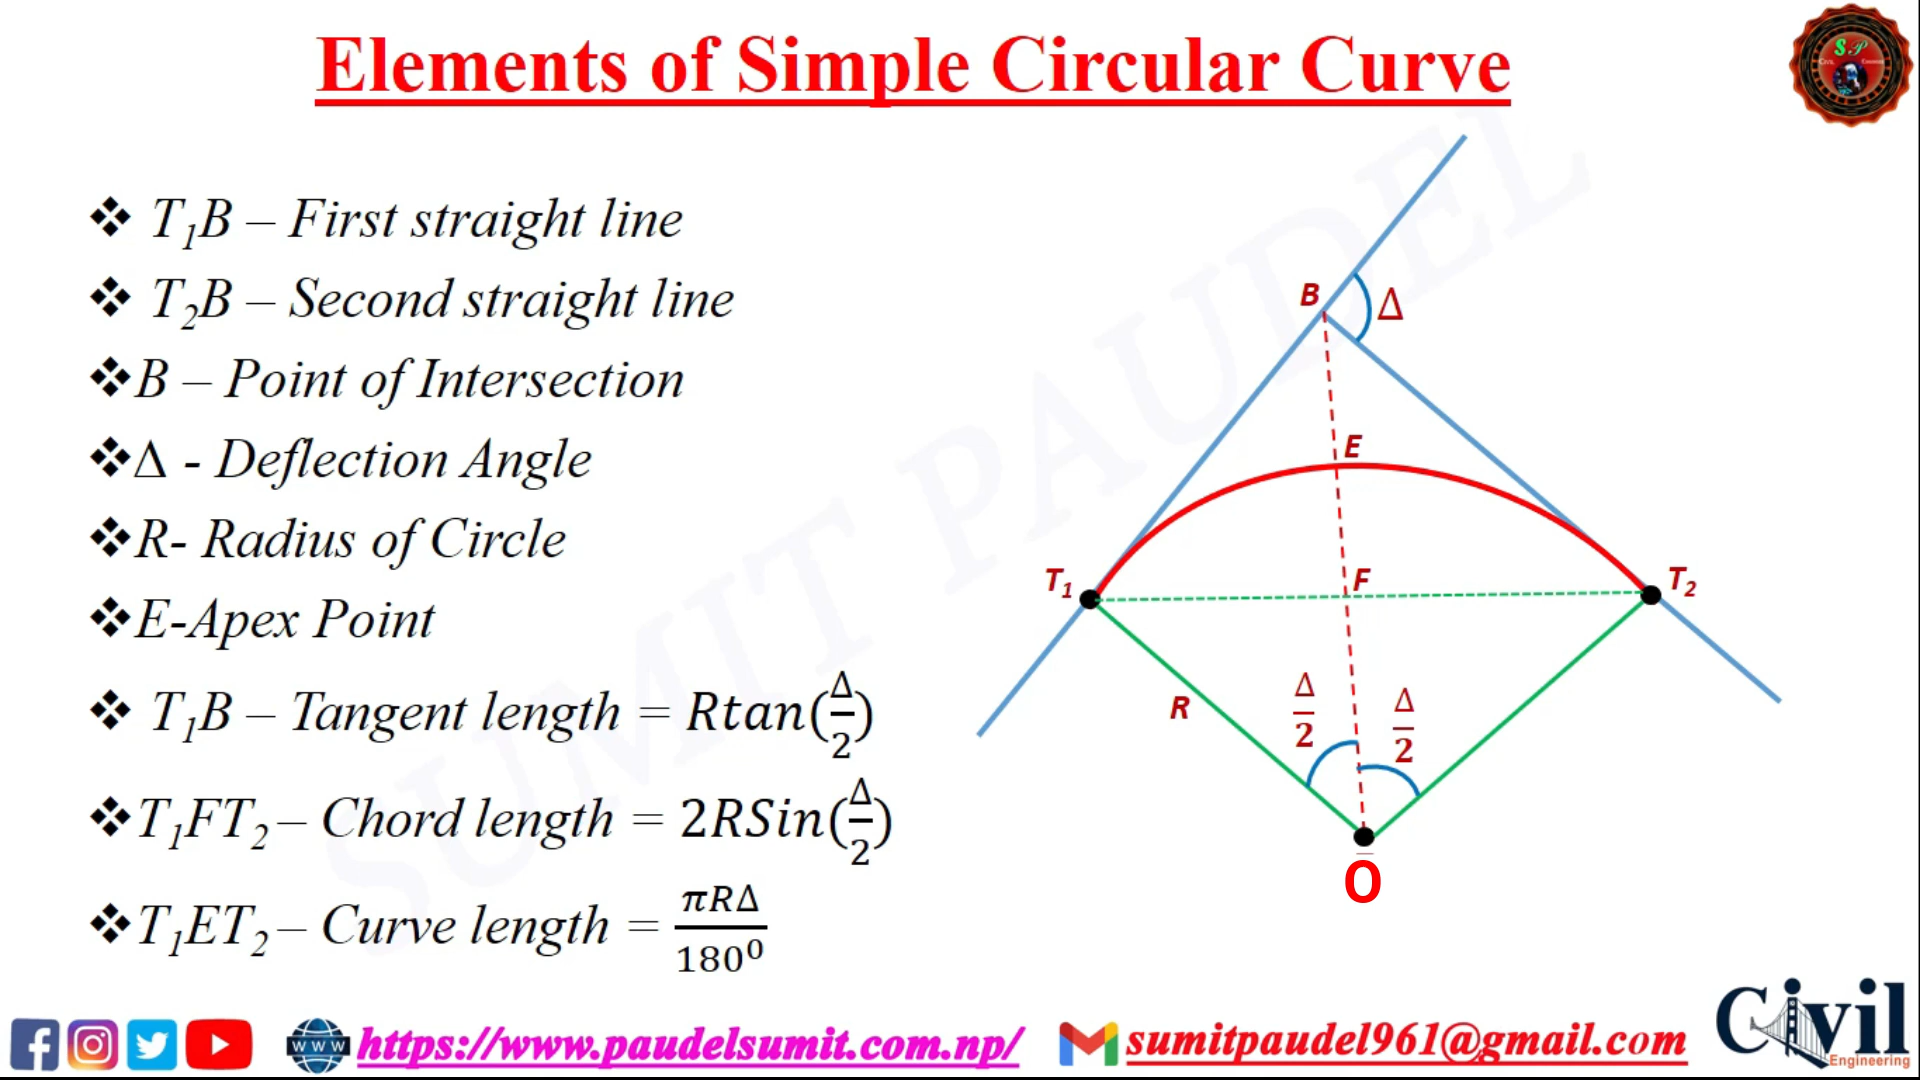 Elements of Simple Circular Curve
S P
❖ T₁B – First straight line
❖ T₂B – Second straight line
❖B – Point of Intersection
❖Δ - Deflection Angle
❖R- Radius of Circle
❖E-Apex Point
❖ T₁B – Tangent length = Rtan(Δ/2)
❖T₁FT₂ – Chord length = 2RSin(Δ/2)
❖T₁ET₂ – Curve length = πRΔ/180⁰
B
Δ
E
T₁
F
T₂
R
Δ/2
Δ/2
O
SUMIT PAUDEL
WWW
https://www.paudelsumit.com.np/
sumitpaudel961@gmail.com
Civil
Engineering